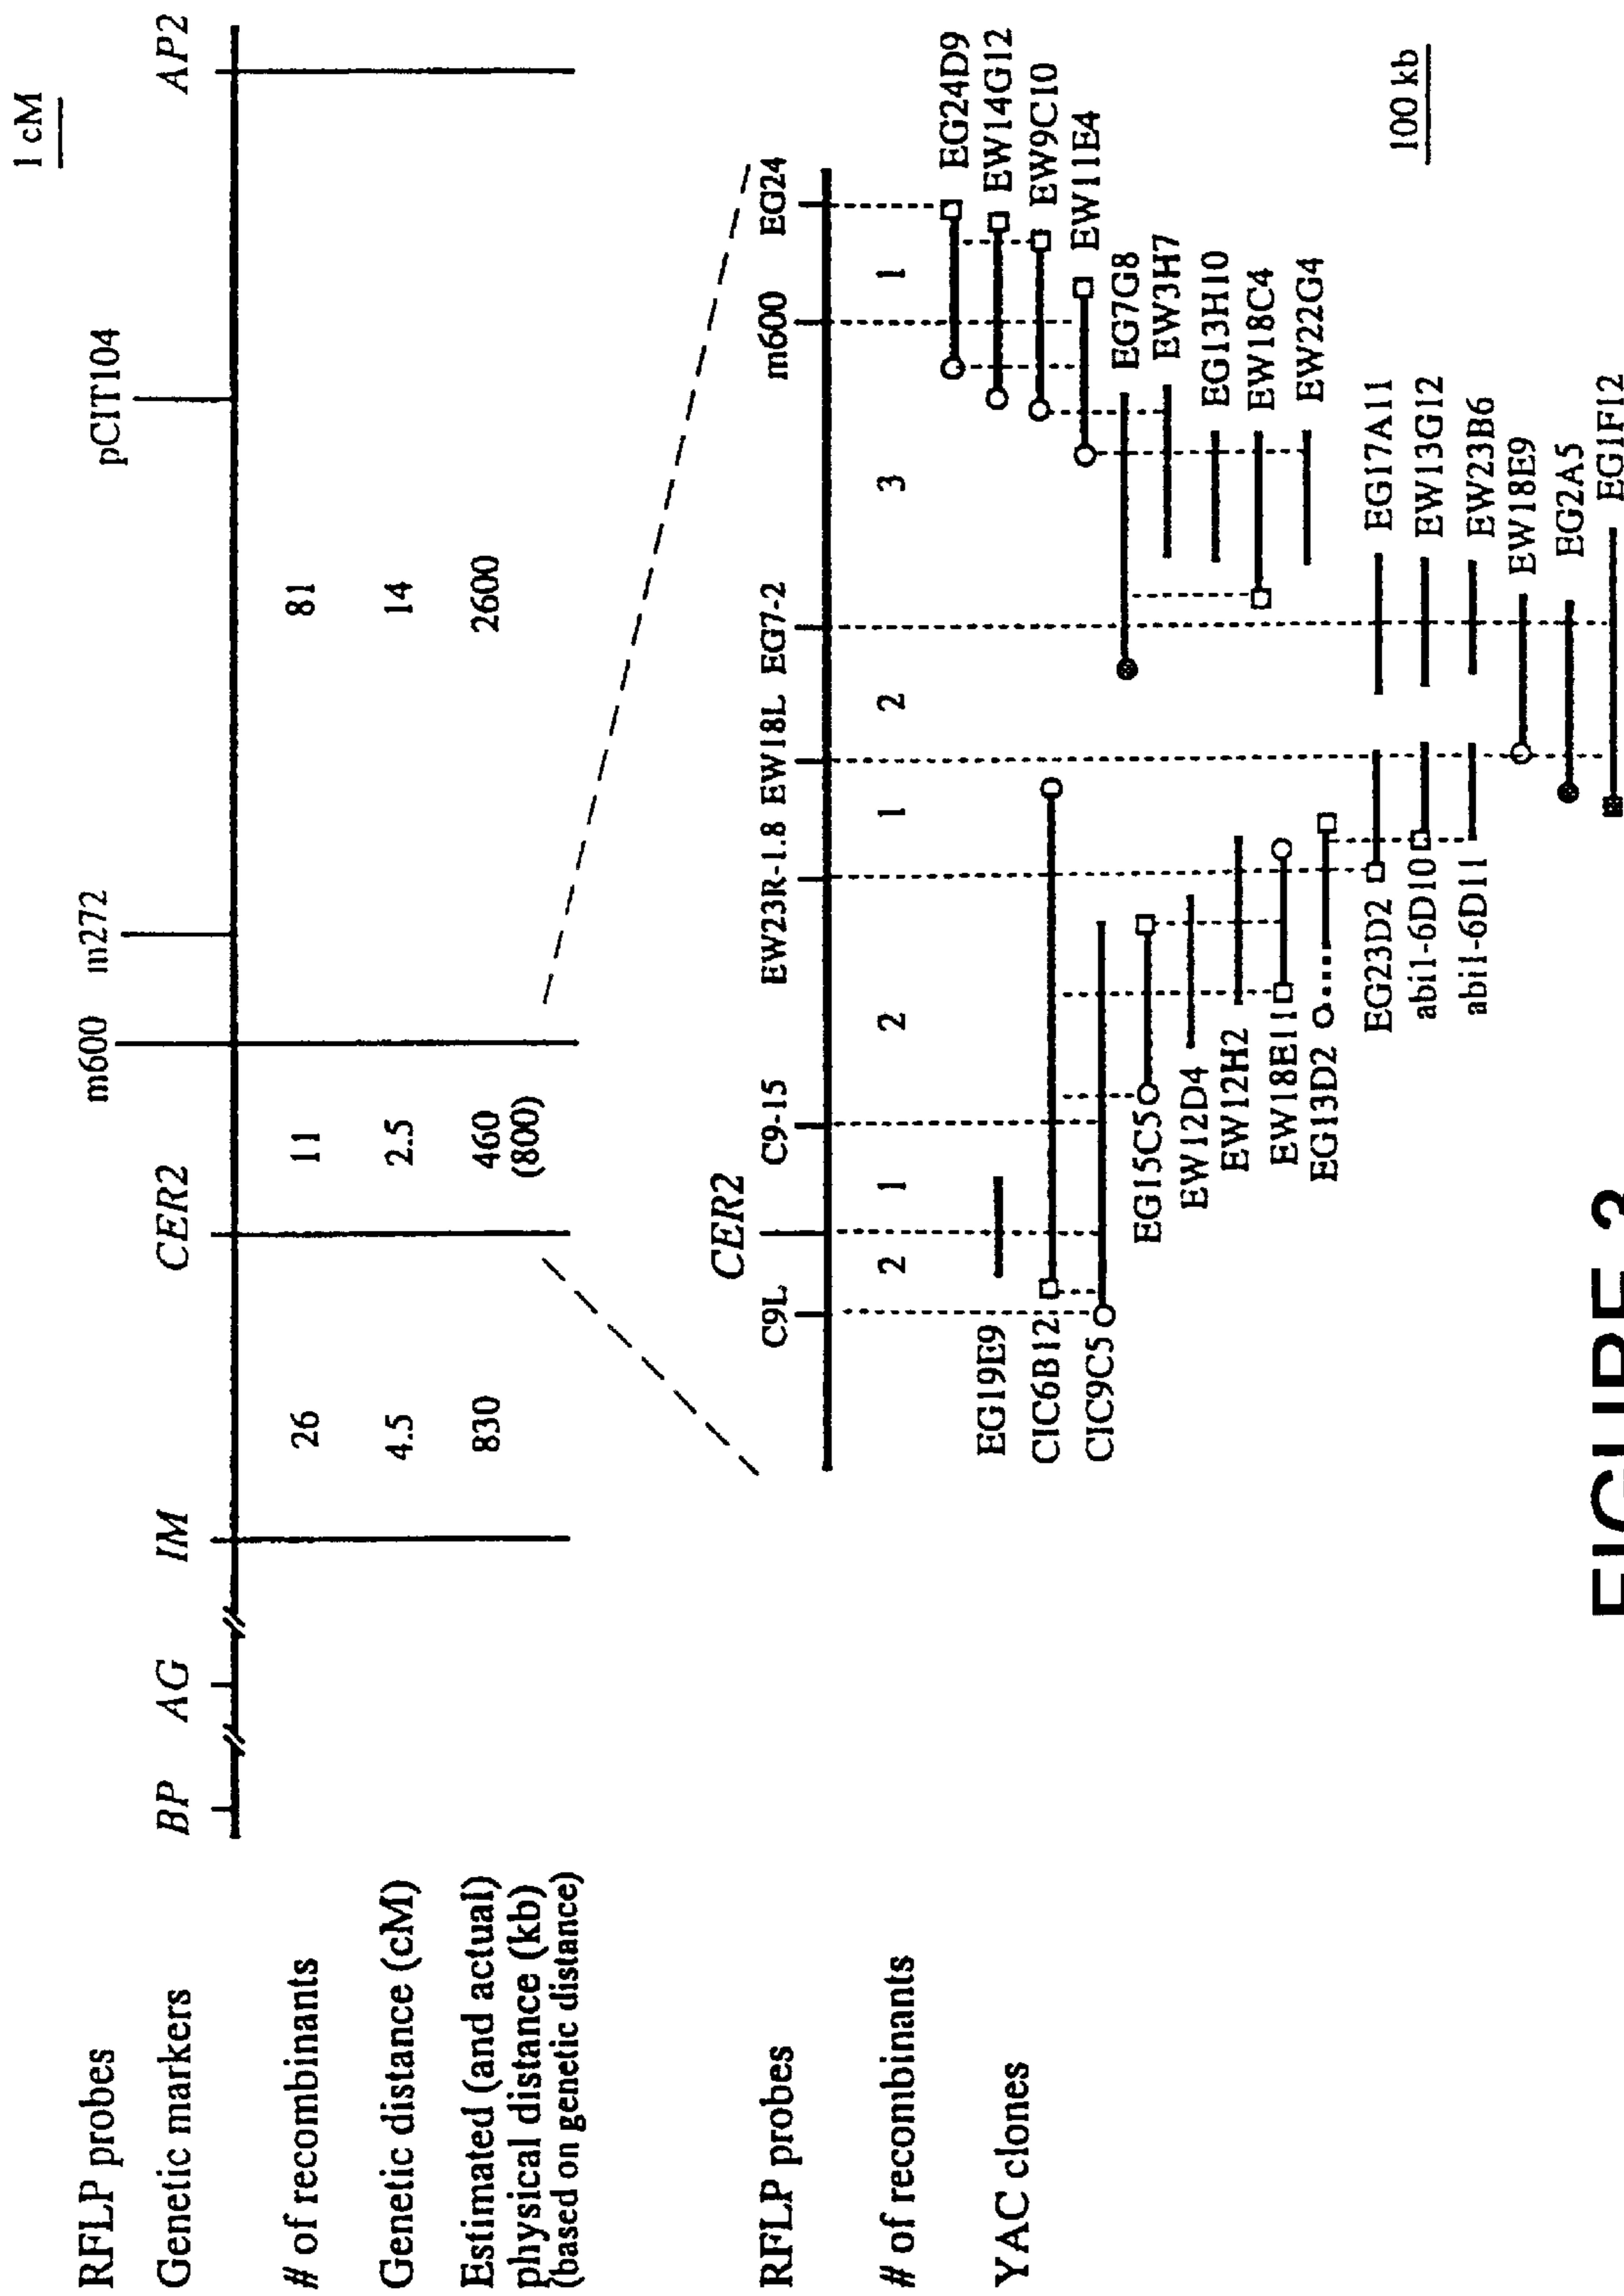 1 cM
RFLP probes
m600 m272 pCIT104
Genetic markers
BP AG IM CER2 AP2
# of recombinants
26 11 81
Genetic distance (cM)
4.5 2.5 14
Estimated (and actual)
physical distance (kb)
(based on genetic distance)
830 460 2600
(800)
CER2
RFLP probes
C9L C9-15 EW23R-1.8 EW18L EG7-2 m600 EG24
# of recombinants
2 1 2 1 2 3 1
YAC clones
EG24D9
EG19E9 EW14G12
CIC6B12 EW9C10
CIC9C5 EW11E4
EG15C5 EG7G8
EW12D4 EW3H7
EW12H2 EG13H10
EW18E11 EW18C4
EG13D2 EW22G4
EG23D2 EG17A11
abi1-6D10 EW13G12
100 kb
abi1-6D11 EW23B6
EW18E9
EG2A5
EG1F12
FIGURE 3